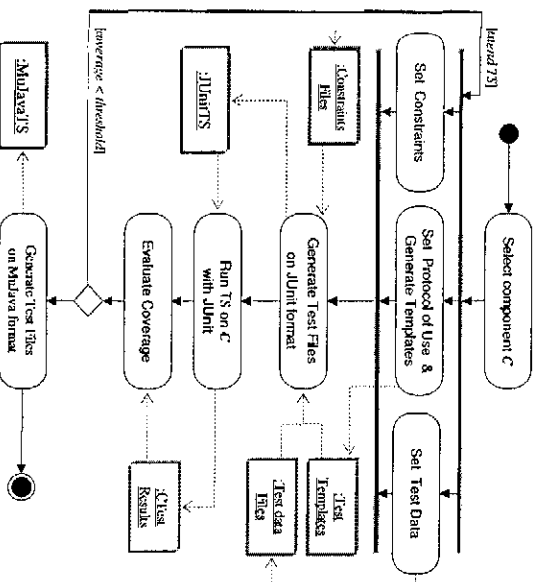 Select component C
[amend TS]
Set Constraints
Set Protocol of Use &
Generate Templates
Set Test Data
:Constraints
Files
:Test
Templates
:Test data
Files
Generate Test Files
on JUnit format
:JUnitTS
Run TS on C
with JUnit
:CTest
Results
Evaluate Coverage
[coverage < threshold]
Generate Test Files
on MuJava format
:MuJavaTS